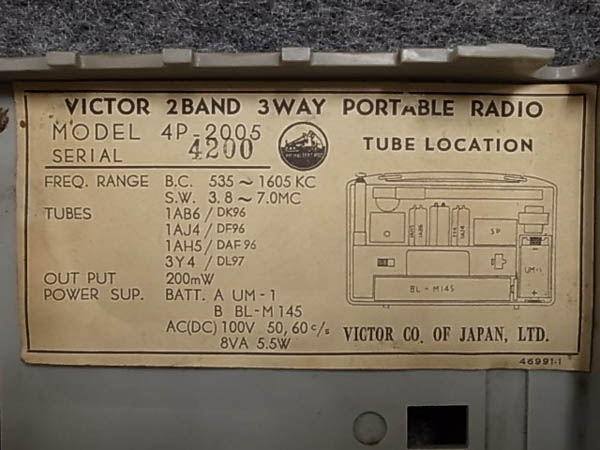 VICTOR 2BAND 3WAY PORTABLE RADIO
MODEL 4P-2005
SERIAL 4200
TUBE LOCATION
FREQ. RANGE B.C. 535 ~ 1605 KC
S.W. 3.8 ~ 7.0MC
TUBES 1AB6 / DK96
1AJ4 / DF96
1AH5 / DAF96
3Y4 / DL97
OUT PUT 200mW
POWER SUP. BATT. A UM-1
B BL-M145
AC(DC) 100V 50, 60 c/s
8VA 5.5W
SP
UM-1
BL-M145
VICTOR CO. OF JAPAN, LTD.
46991-1